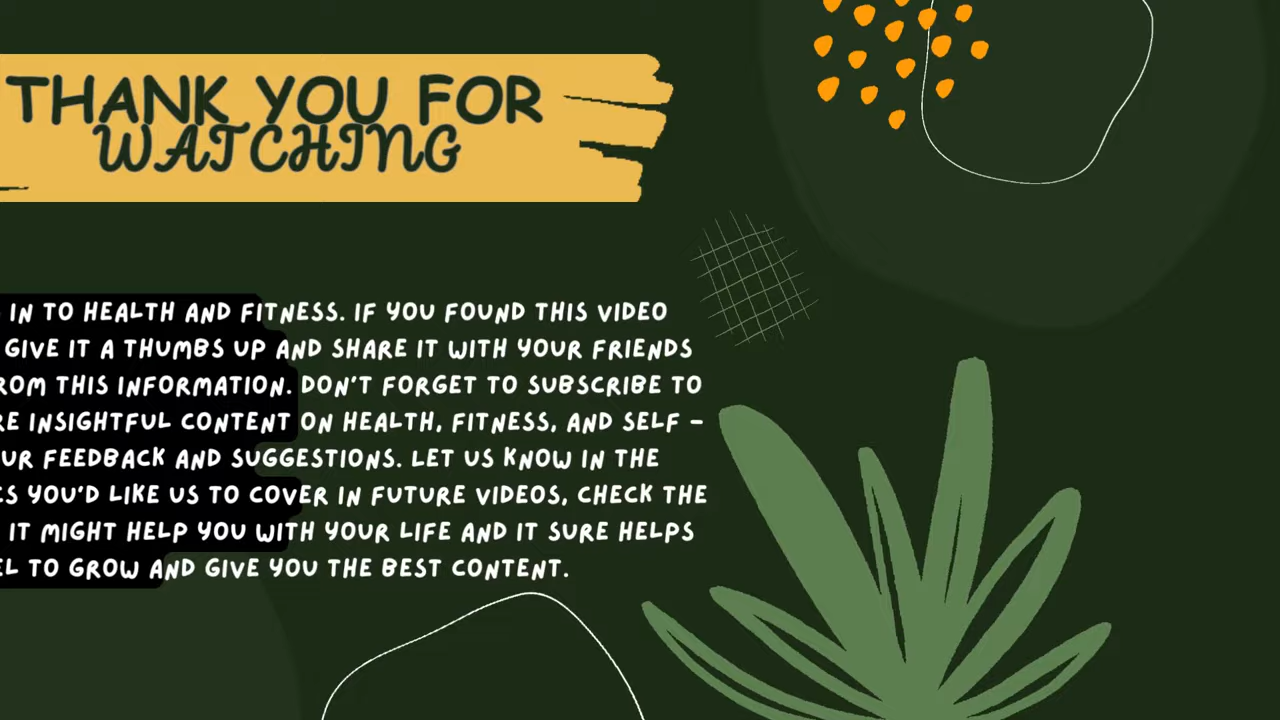 THANK YOU FOR
WATCHING
IN TO HEALTH AND FITNESS. IF YOU FOUND THIS VIDEO
GIVE IT A THUMBS UP AND SHARE IT WITH YOUR FRIENDS
ROM THIS INFORMATION. DON'T FORGET TO SUBSCRIBE TO
RE INSIGHTFUL CONTENT ON HEALTH, FITNESS, AND SELF -
UR FEEDBACK AND SUGGESTIONS. LET US KNOW IN THE
CS YOU'D LIKE US TO COVER IN FUTURE VIDEOS, CHECK THE
IT MIGHT HELP YOU WITH YOUR LIFE AND IT SURE HELPS
EL TO GROW AND GIVE YOU THE BEST CONTENT.